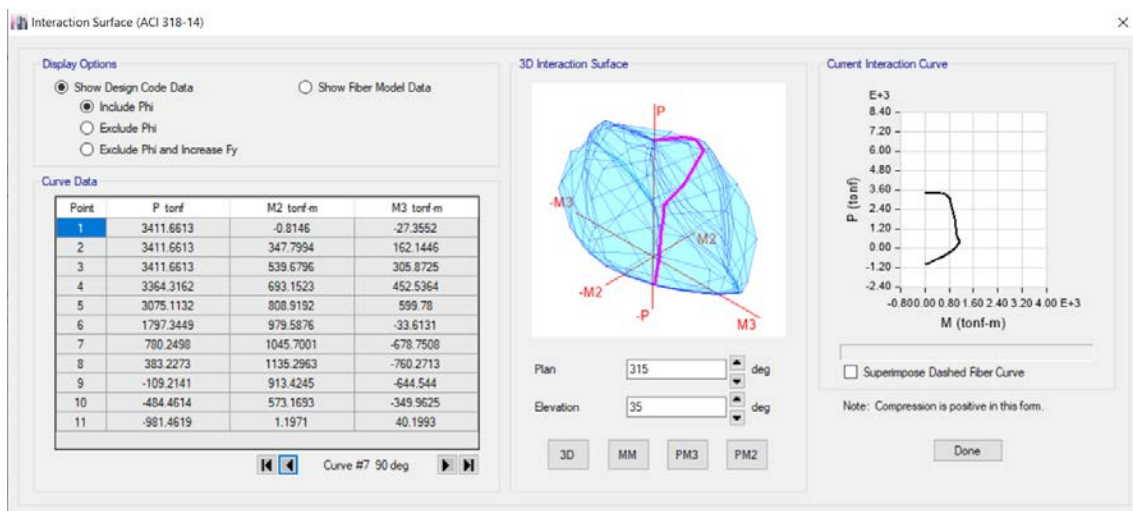 Interaction Surface (ACI 318-14)
Display Options
Show Design Code Data
Show Fiber Model Data
Include Phi
Exclude Phi
Exclude Phi and Increase Fy
Curve Data
Point P tonf M2 tonf-m M3 tonf-m
1 3411.6613 -0.8146 -27.3552
2 3411.6613 347.7994 162.1446
3 3411.6613 539.6796 305.8725
4 3364.3162 693.1523 452.5364
5 3075.1132 808.9192 599.78
6 1797.3449 979.5876 -33.6131
7 780.2498 1045.7001 -678.7508
8 383.2273 1135.2963 -760.2713
9 -109.2141 913.4245 -644.544
10 -484.4614 573.1693 -349.9625
11 -981.4619 1.1971 40.1993
Curve #7 90 deg
3D Interaction Surface
P
-M3
M2
-M2
-P
M3
Plan 315 deg
Elevation 35 deg
3D MM PM3 PM2
Current Interaction Curve
E+3
8.40
7.20
6.00
4.80
3.60
2.40
1.20
0.00
-1.20
-2.40
P (tonf)
-0.80 0.00 0.80 1.60 2.40 3.20 4.00 E+3
M (tonf-m)
Superimpose Dashed Fiber Curve
Note: Compression is positive in this form.
Done